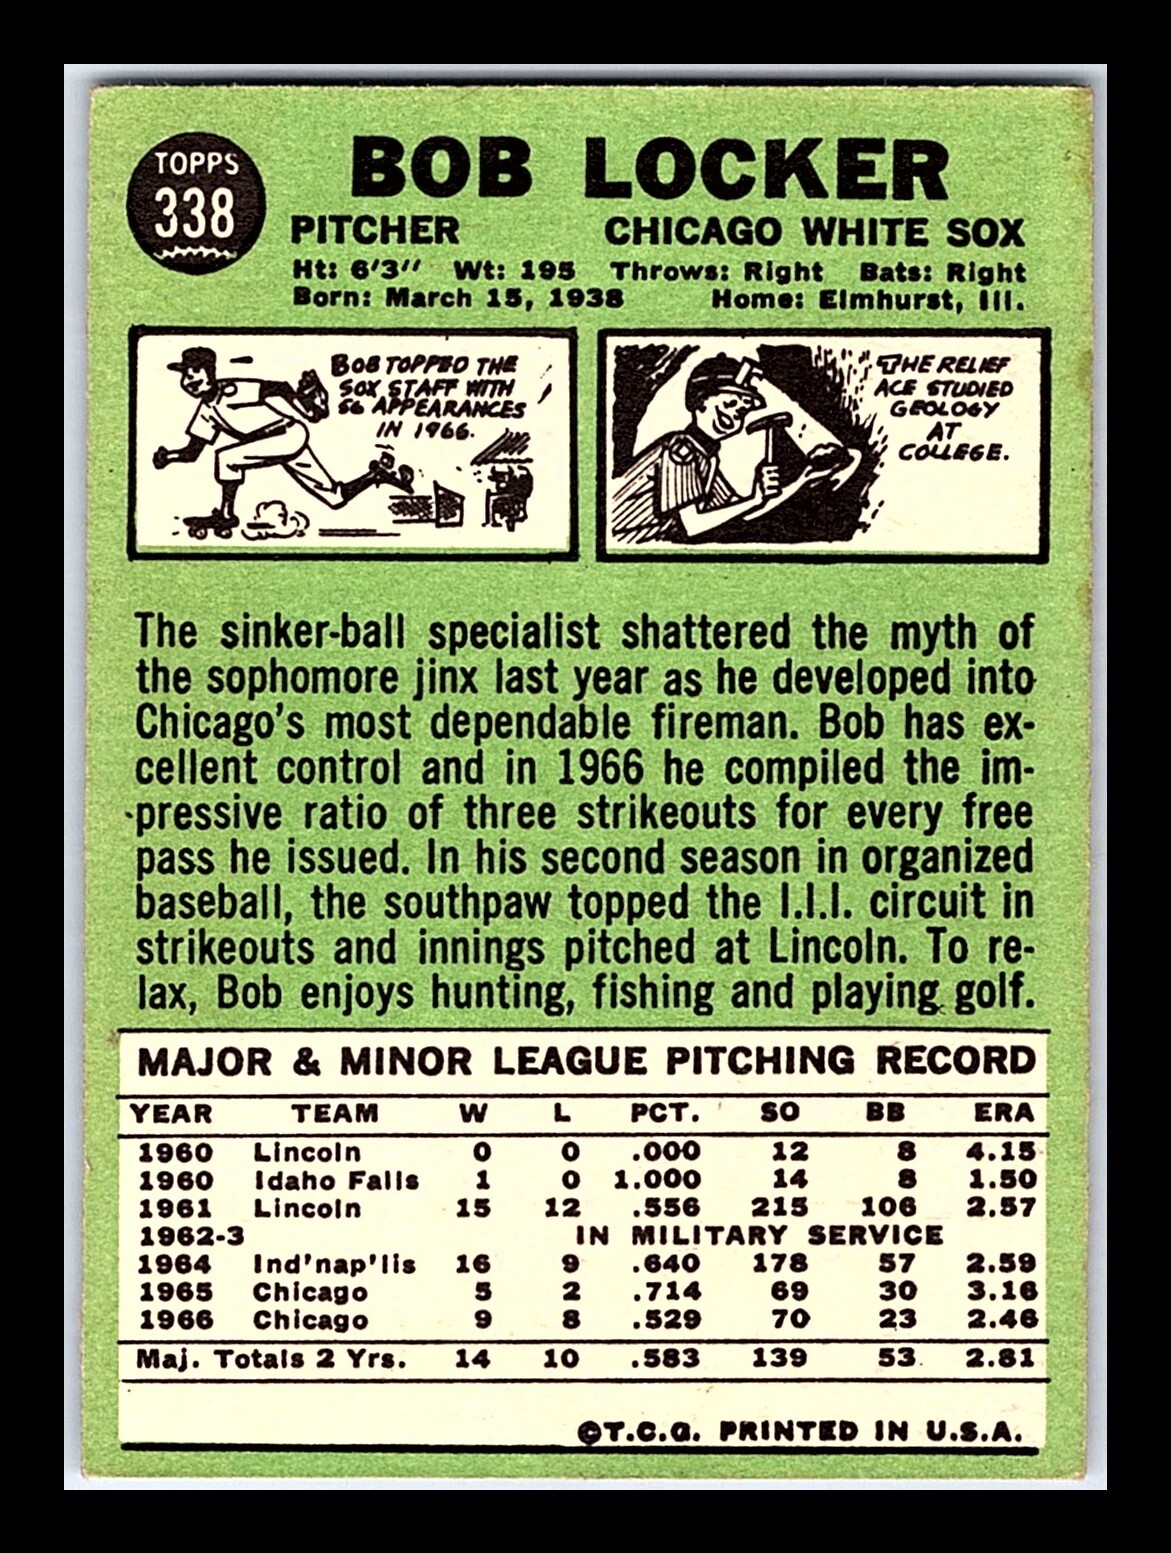 TOPPS
338
BOB LOCKER
PITCHER CHICAGO WHITE SOX
Ht: 6'3" Wt: 195 Throws: Right Bats: Right
Born: March 15, 1938 Home: Elmhurst, Ill.
BOB TOPPED THE
SOX STAFF WITH
56 APPEARANCES
IN 1966.
THE RELIEF
ACE STUDIED
GEOLOGY
AT
COLLEGE.
The sinker-ball specialist shattered the myth of
the sophomore jinx last year as he developed into
Chicago's most dependable fireman. Bob has ex-
cellent control and in 1966 he compiled the im-
pressive ratio of three strikeouts for every free
pass he issued. In his second season in organized
baseball, the southpaw topped the I.I.I. circuit in
strikeouts and innings pitched at Lincoln. To re-
lax, Bob enjoys hunting, fishing and playing golf.
MAJOR & MINOR LEAGUE PITCHING RECORD
YEAR TEAM W L PCT. SO BB ERA
1960 Lincoln 0 0 .000 12 8 4.15
1960 Idaho Falls 1 0 1.000 14 8 1.50
1961 Lincoln 15 12 .556 215 106 2.57
1962-3 IN MILITARY SERVICE
1964 Ind'nap'lis 16 9 .640 178 57 2.59
1965 Chicago 5 2 .714 69 30 3.16
1966 Chicago 9 8 .529 70 23 2.46
Maj. Totals 2 Yrs. 14 10 .583 139 53 2.81
©T.C.G. PRINTED IN U.S.A.